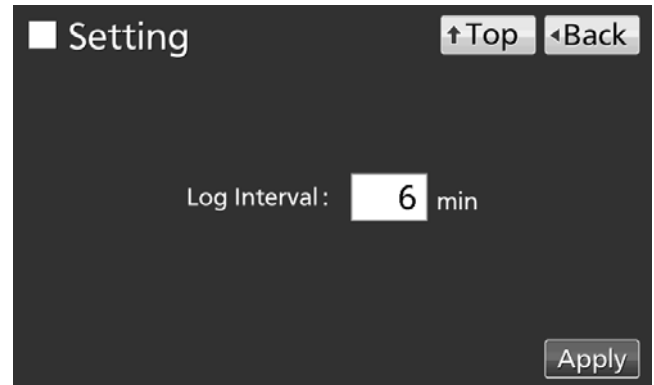 Setting
↑Top
◂Back
Log Interval: 6 min
Apply